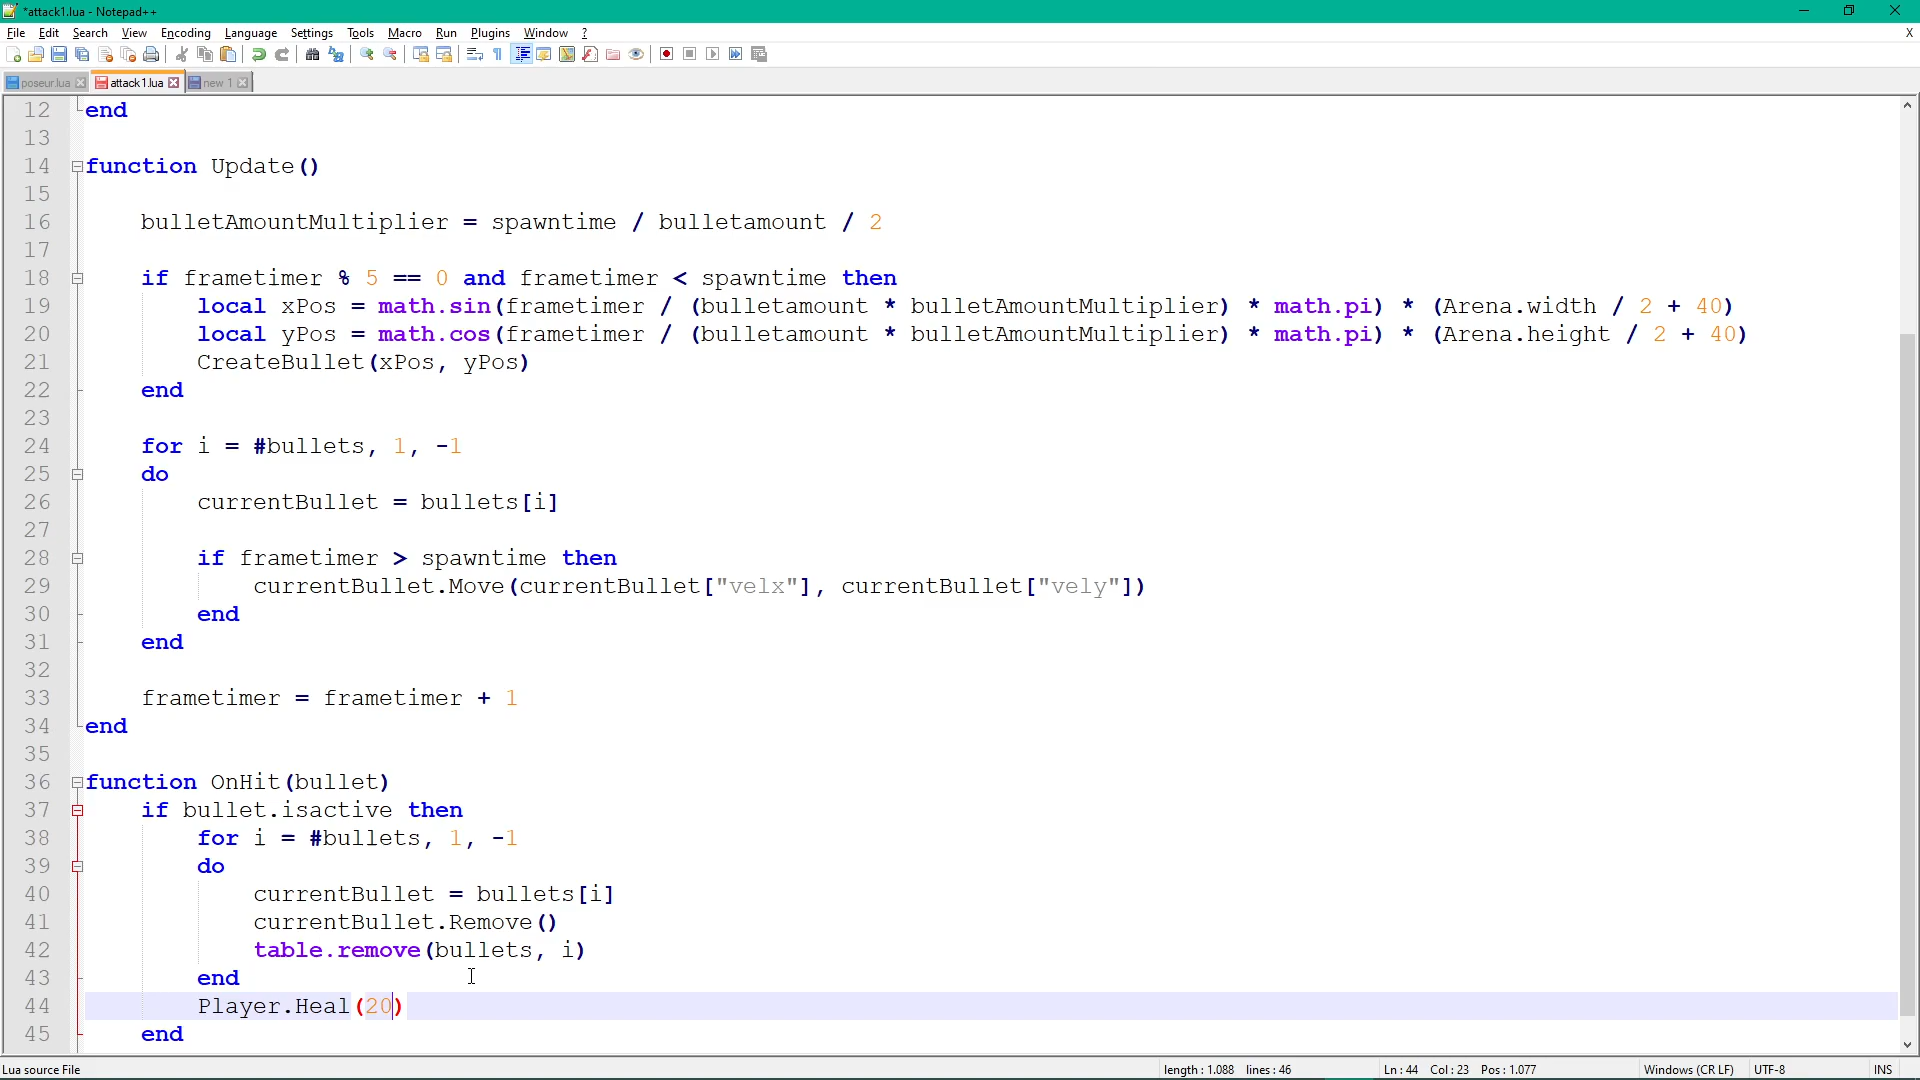 *attack1.lua - Notepad++
File Edit Search View Encoding Language Settings Tools Macro Run Plugins Window ? X
poseur.lua attack1.lua new 1
12 end
13
14 function Update()
15
16 bulletAmountMultiplier = spawntime / bulletamount / 2
17
18 if frametimer % 5 == 0 and frametimer < spawntime then
19 local xPos = math.sin(frametimer / (bulletamount * bulletAmountMultiplier) * math.pi) * (Arena.width / 2 + 40)
20 local yPos = math.cos(frametimer / (bulletamount * bulletAmountMultiplier) * math.pi) * (Arena.height / 2 + 40)
21 CreateBullet(xPos, yPos)
22 end
23
24 for i = #bullets, 1, -1
25 do
26 currentBullet = bullets[i]
27
28 if frametimer > spawntime then
29 currentBullet.Move(currentBullet["velx"], currentBullet["vely"])
30 end
31 end
32
33 frametimer = frametimer + 1
34 end
35
36 function OnHit(bullet)
37 if bullet.isactive then
38 for i = #bullets, 1, -1
39 do
40 currentBullet = bullets[i]
41 currentBullet.Remove()
42 table.remove(bullets, i)
43 end
44 Player.Heal(20)
45 end
Lua source File length : 1.088 lines : 46 Ln : 44 Col : 23 Pos : 1.077 Windows (CR LF) UTF-8 INS